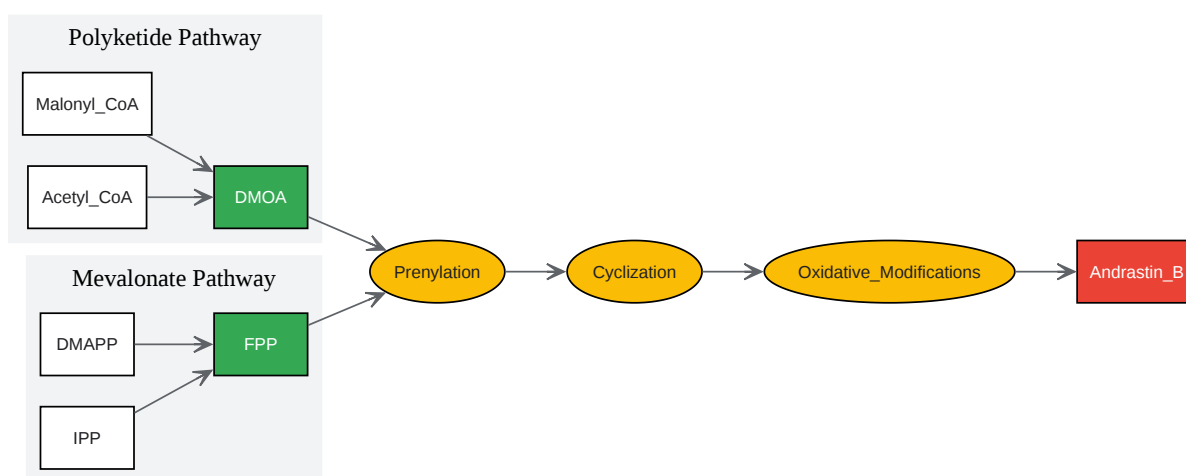 Polyketide Pathway
Malonyl_CoA
Acetyl_CoA
DMOA
Mevalonate Pathway
DMAPP
FPP
IPP
Prenylation
Cyclization
Oxidative_Modifications
Andrastin_B